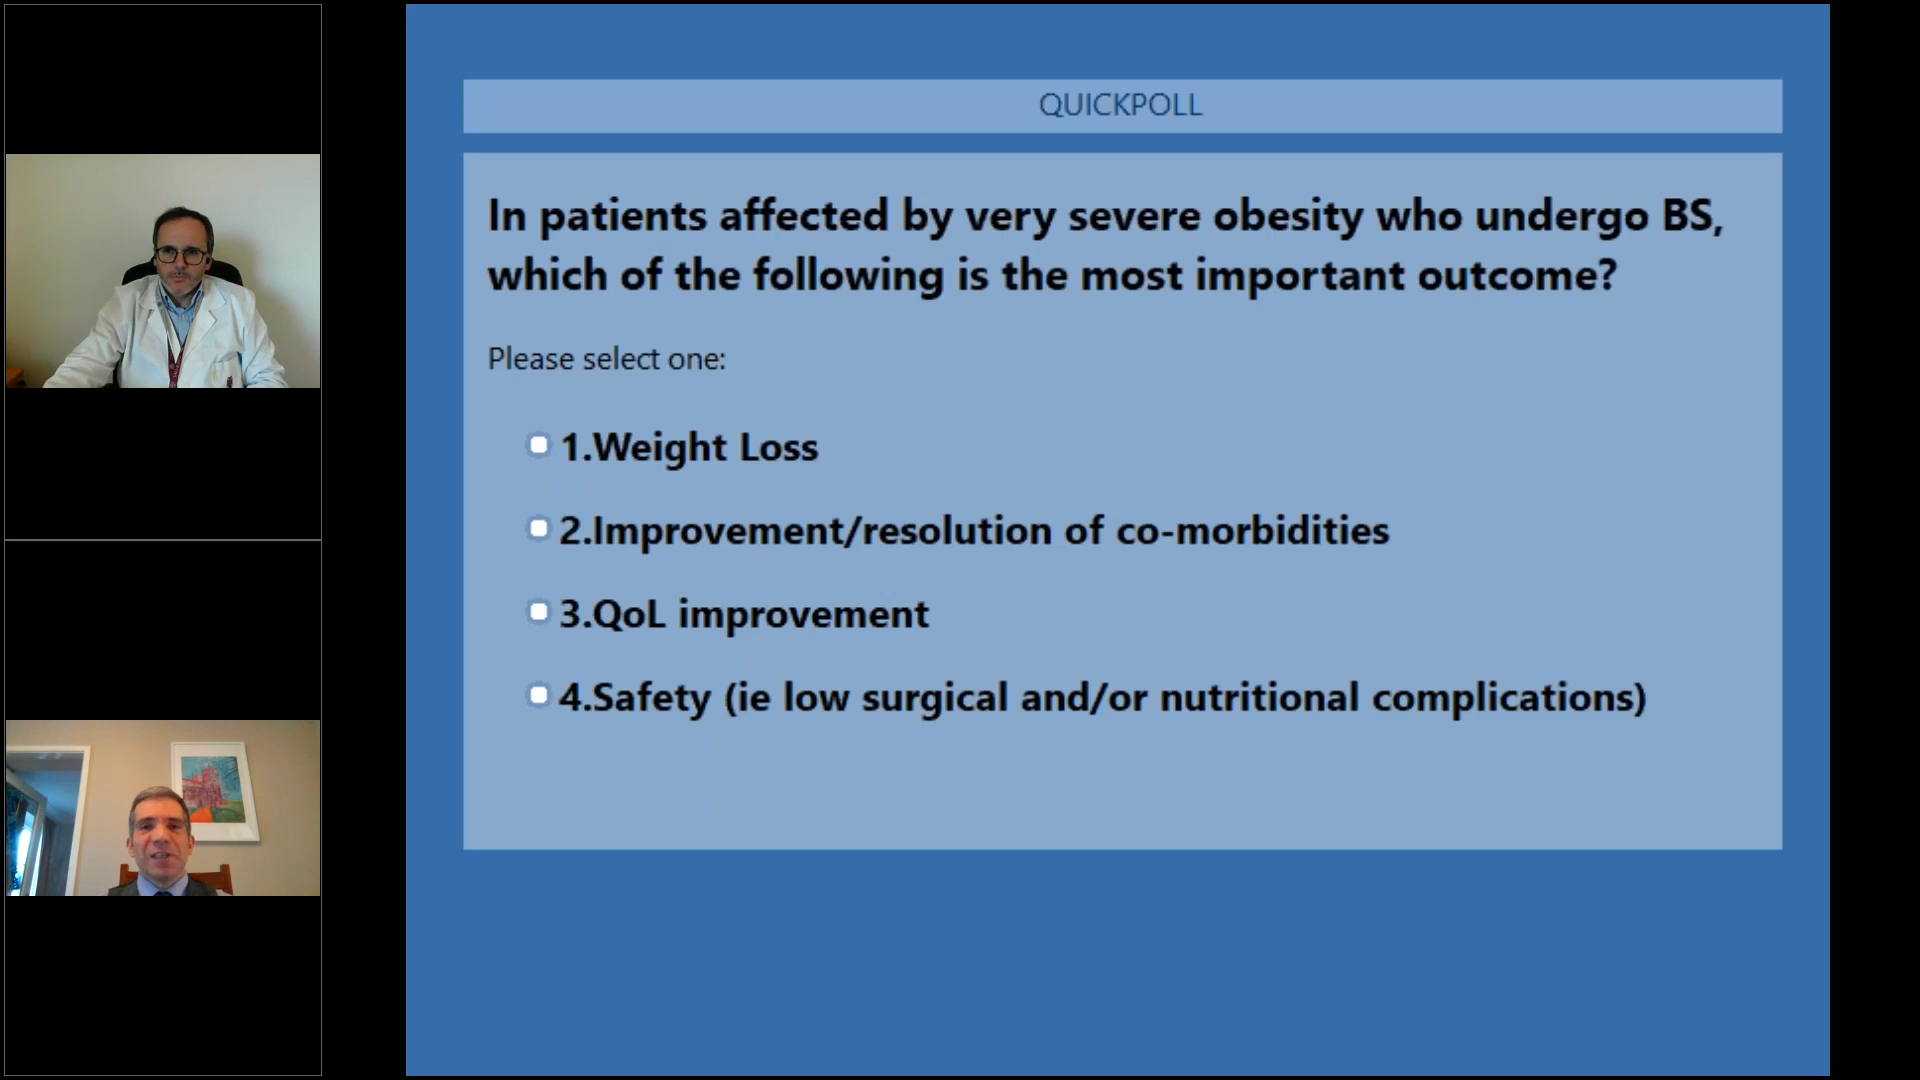 QUICKPOLL
In patients affected by very severe obesity who undergo BS,
which of the following is the most important outcome?
Please select one:
1.Weight Loss
2.Improvement/resolution of co-morbidities
3.QoL improvement
4.Safety (ie low surgical and/or nutritional complications)